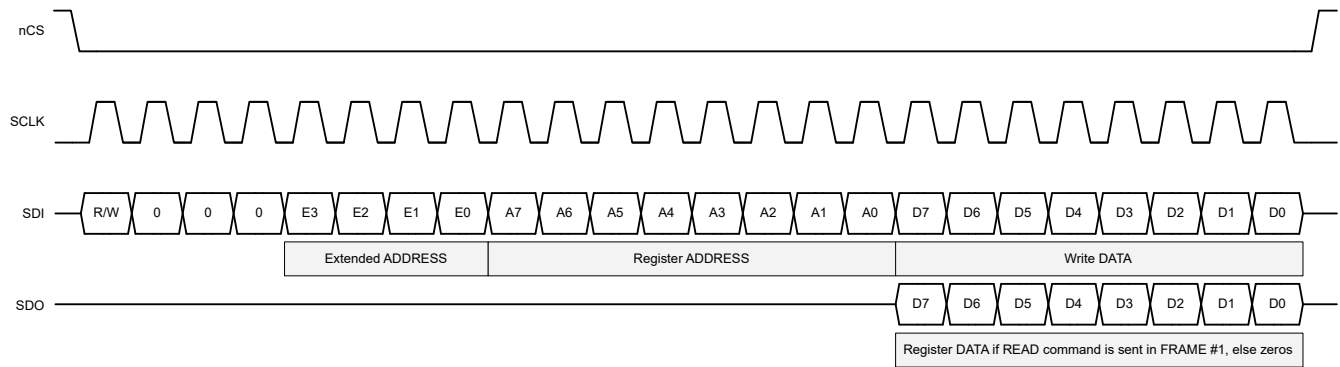 nCS
SCLK
SDI R/W 0 0 0 E3 E2 E1 E0 A7 A6 A5 A4 A3 A2 A1 A0 D7 D6 D5 D4 D3 D2 D1 D0
Extended ADDRESS Register ADDRESS Write DATA
SDO D7 D6 D5 D4 D3 D2 D1 D0
Register DATA if READ command is sent in FRAME #1, else zeros